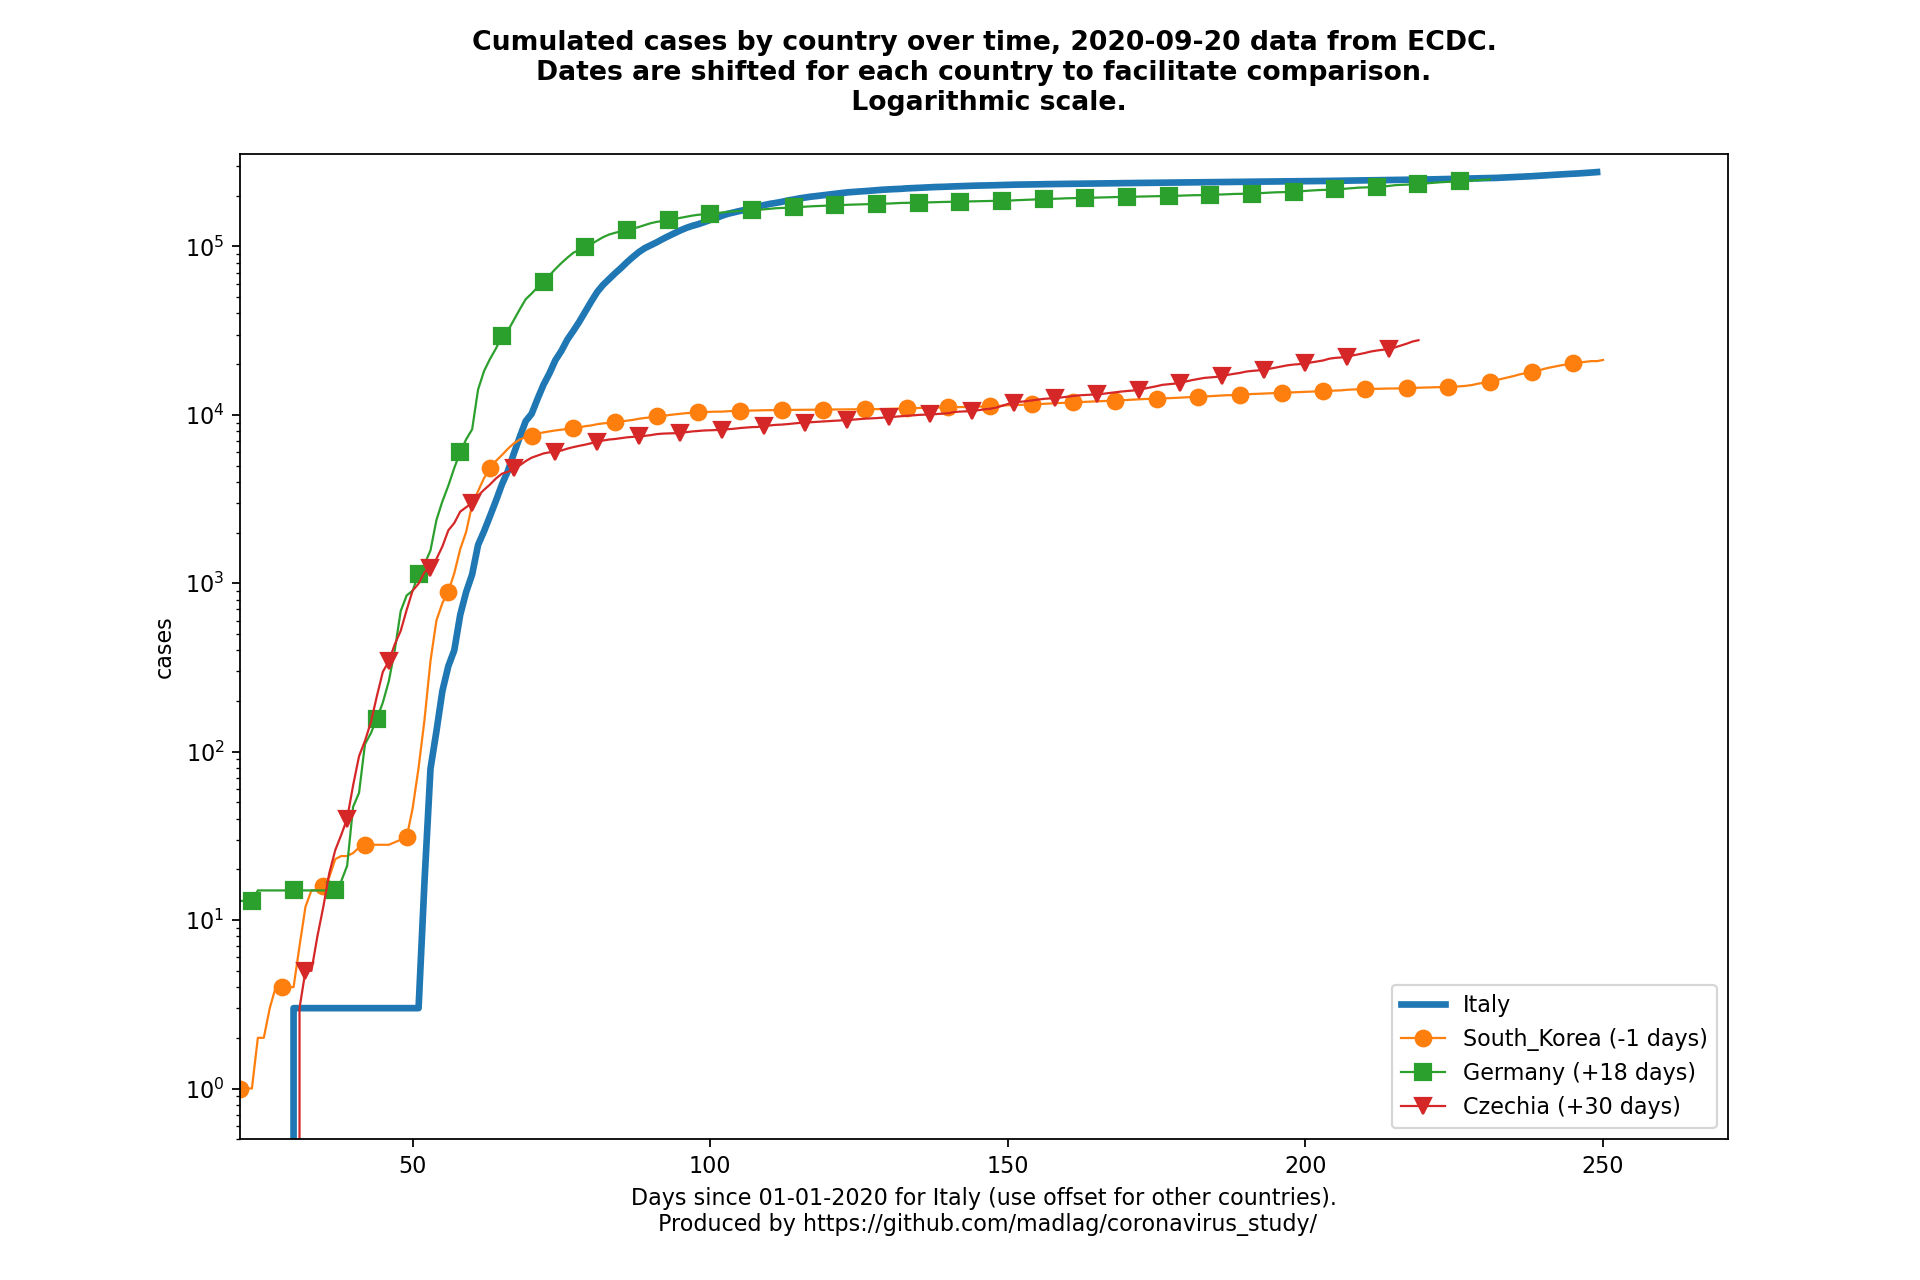 Cumulated cases by country over time, 2020-09-20 data from ECDC.
Dates are shifted for each country to facilitate comparison.
Logarithmic scale.
10^5
10^4
10^3
10^2
10^1
10^0
cases
50 100 150 200 250
Italy
South_Korea (-1 days)
Germany (+18 days)
Czechia (+30 days)
Days since 01-01-2020 for Italy (use offset for other countries).
Produced by https://github.com/madlag/coronavirus_study/